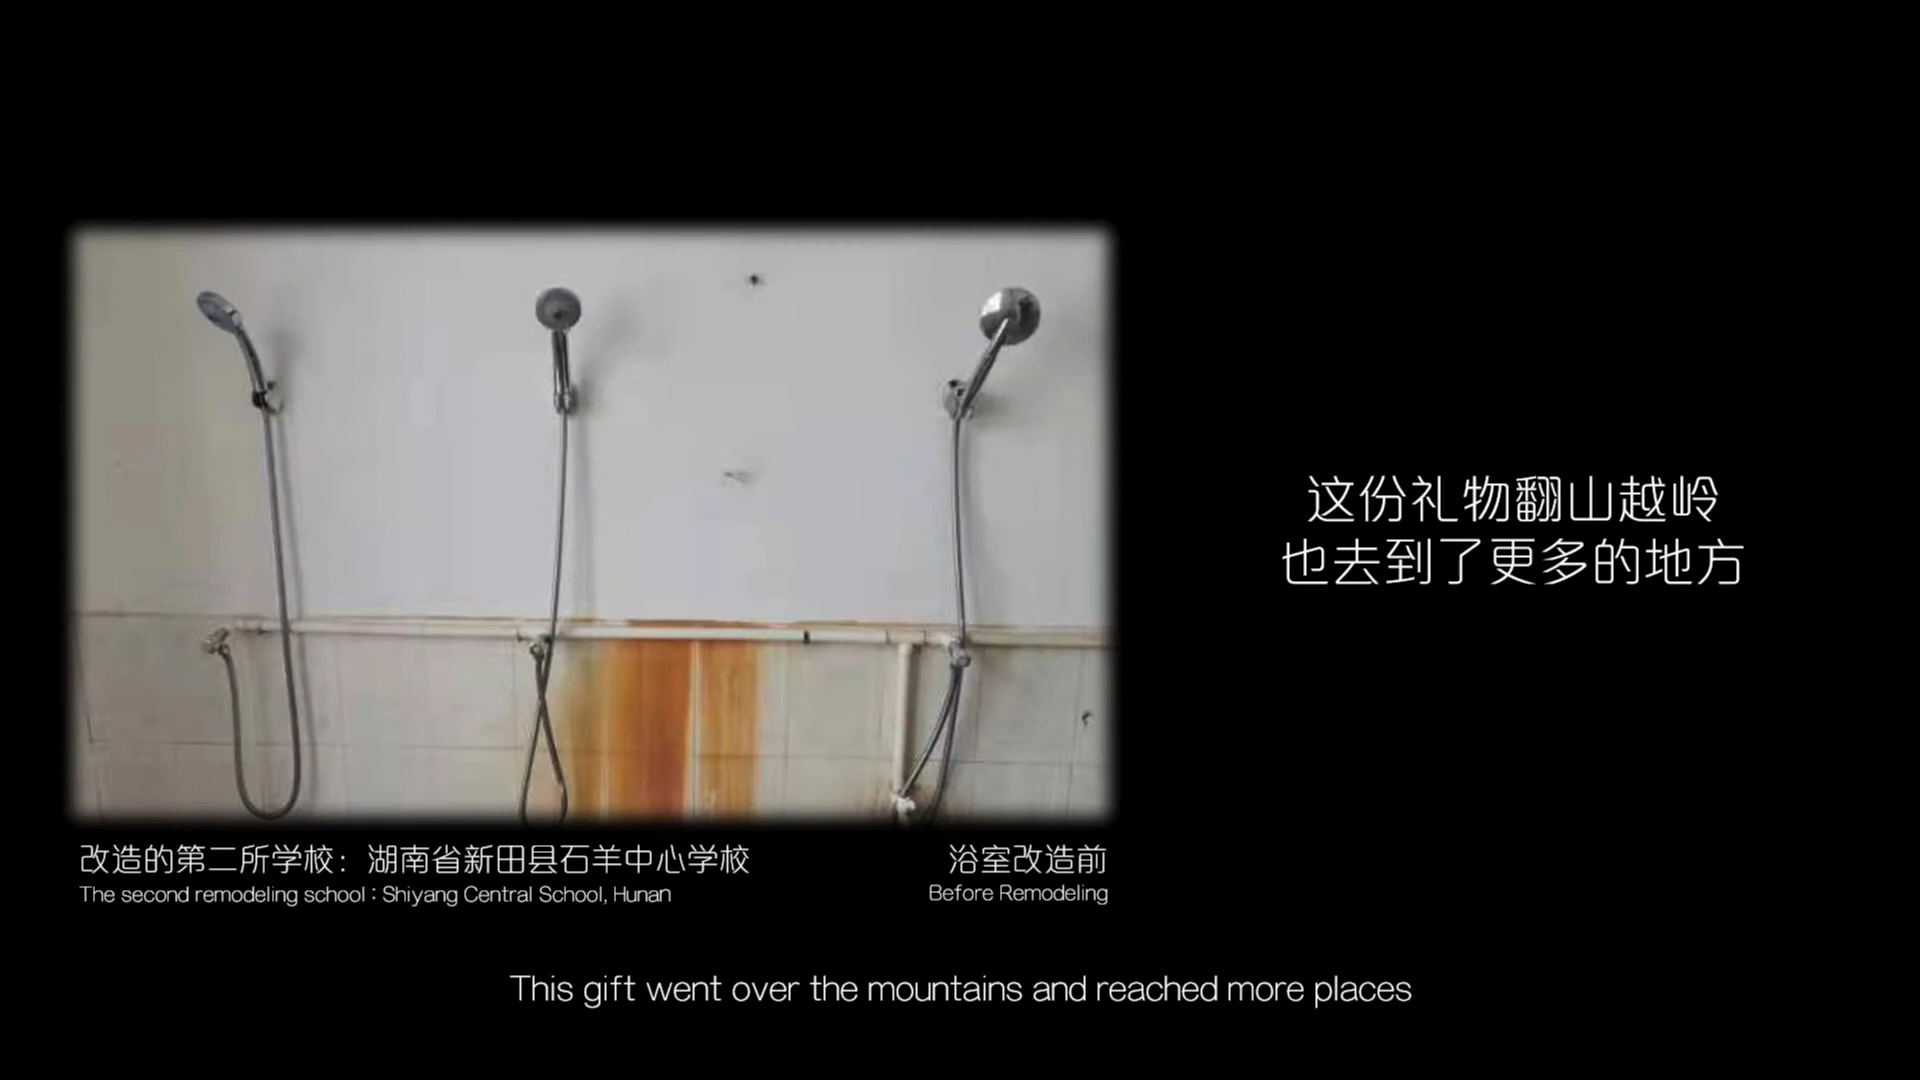 这份礼物翻山越岭
也去到了更多的地方
改造的第二所学校：湖南省新田县石羊中心学校
The second remodeling school : Shiyang Central School, Hunan
浴室改造前
Before Remodeling
This gift went over the mountains and reached more places